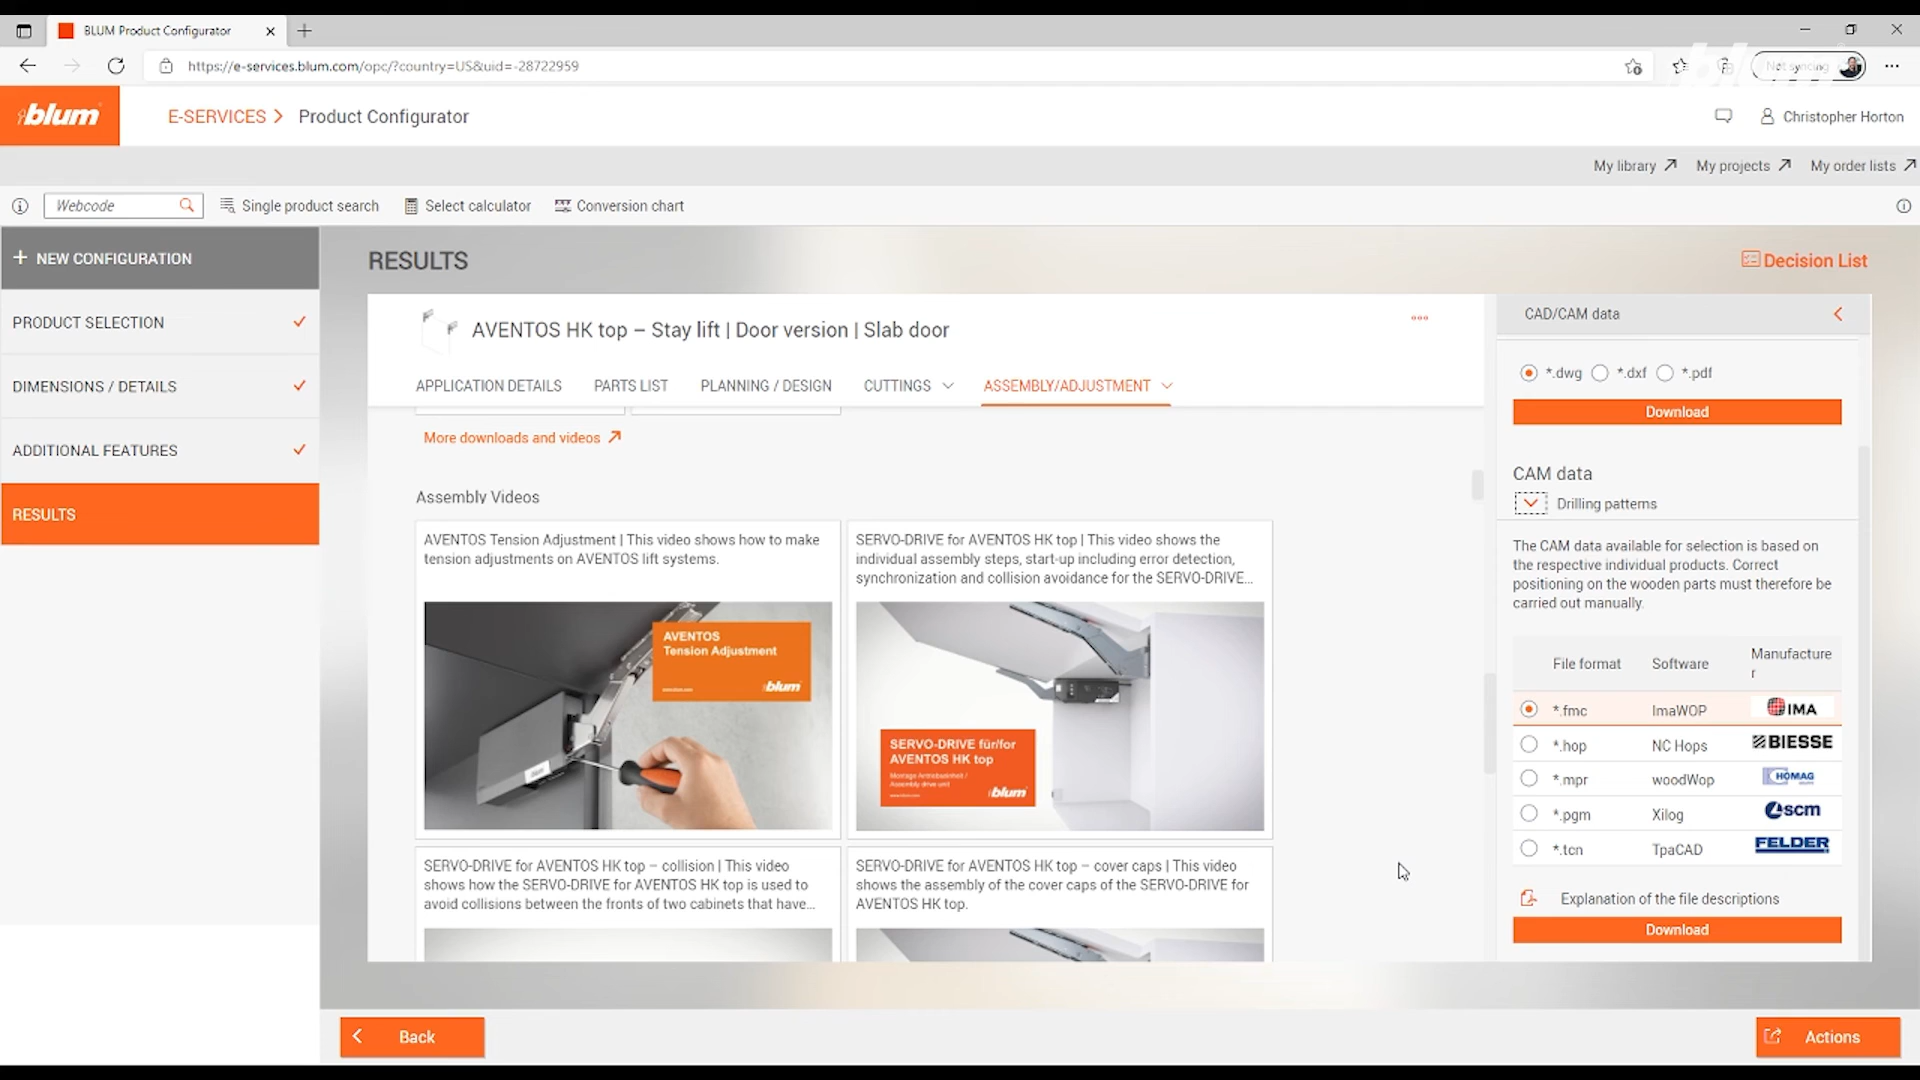 BLUM Product Configurator
https://e-services.blum.com/opc/?country=US&uid=-28722959
Not syncing
blum
E-SERVICES > Product Configurator
Christopher Horton
My library
My projects
My order lists
Webcode
Single product search
Select calculator
Conversion chart
+ NEW CONFIGURATION
PRODUCT SELECTION
DIMENSIONS / DETAILS
ADDITIONAL FEATURES
RESULTS
RESULTS
Decision List
AVENTOS HK top – Stay lift | Door version | Slab door
APPLICATION DETAILS
PARTS LIST
PLANNING / DESIGN
CUTTINGS
ASSEMBLY/ADJUSTMENT
More downloads and videos
Assembly Videos
AVENTOS Tension Adjustment | This video shows how to make
tension adjustments on AVENTOS lift systems.
AVENTOS
Tension Adjustment
blum
SERVO-DRIVE for AVENTOS HK top | This video shows the
individual assembly steps, start-up including error detection,
synchronization and collision avoidance for the SERVO-DRIVE...
SERVO-DRIVE für/for
AVENTOS HK top
Montage Antriebseinheit /
Assembly drive unit
blum
SERVO-DRIVE for AVENTOS HK top – collision | This video
shows how the SERVO-DRIVE for AVENTOS HK top is used to
avoid collisions between the fronts of two cabinets that have...
SERVO-DRIVE for AVENTOS HK top – cover caps | This video
shows the assembly of the cover caps of the SERVO-DRIVE for
AVENTOS HK top.
CAD/CAM data
*.dwg *.dxf *.pdf
Download
CAM data
Drilling patterns
The CAM data available for selection is based on
the respective individual products. Correct
positioning on the wooden parts must therefore be
carried out manually.
File format Software Manufacture
r
*.fmc ImaWOP IMA
*.hop NC Hops BIESSE
*.mpr woodWop HOMAG
*.pgm Xilog scm
*.tcn TpaCAD FELDER
Explanation of the file descriptions
Download
Back
Actions